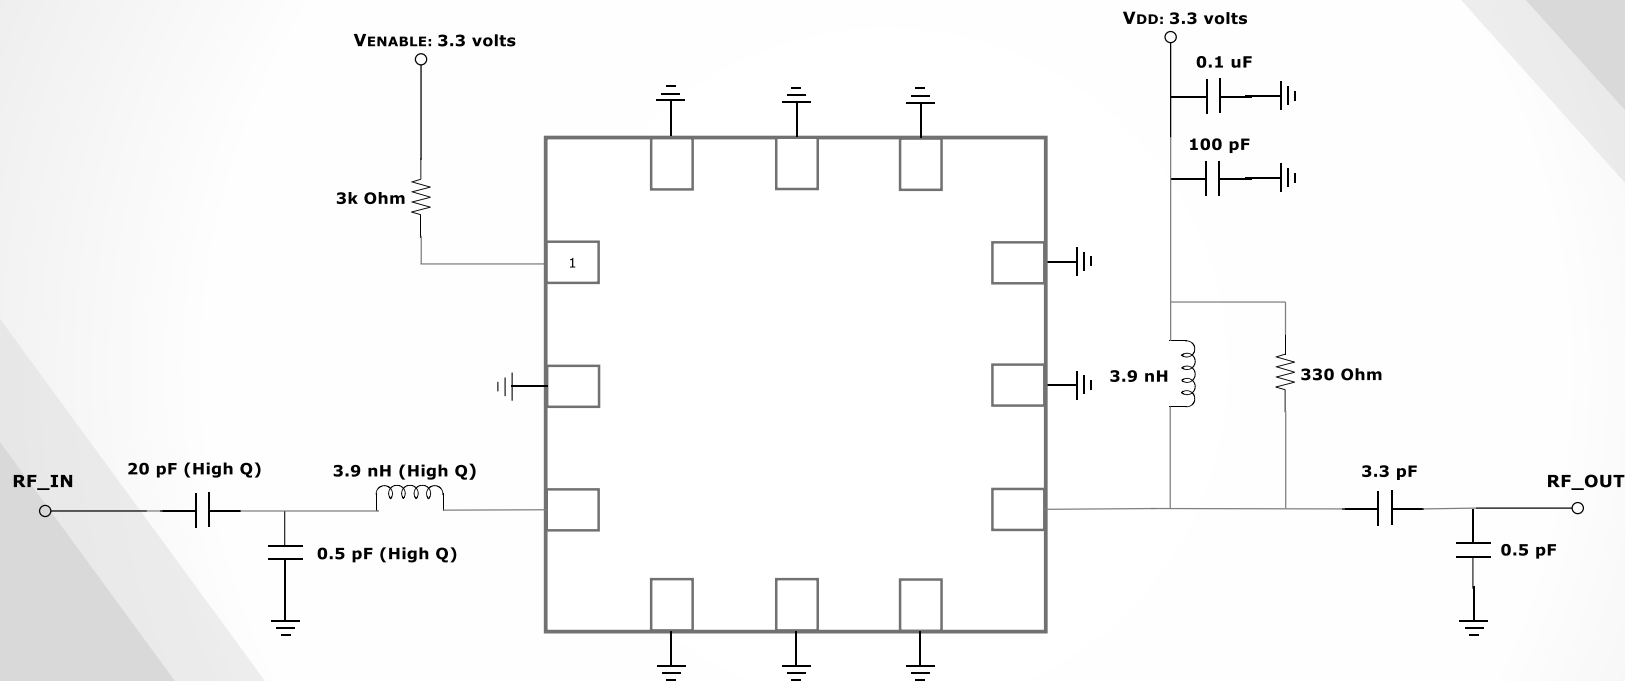 VDD: 3.3 volts
VENABLE: 3.3 volts
0.1 uF
100 pF
3k Ohm
1
3.9 nH
330 Ohm
20 pF (High Q)
3.9 nH (High Q)
3.3 pF
RF_IN
RF_OUT
0.5 pF (High Q)
0.5 pF